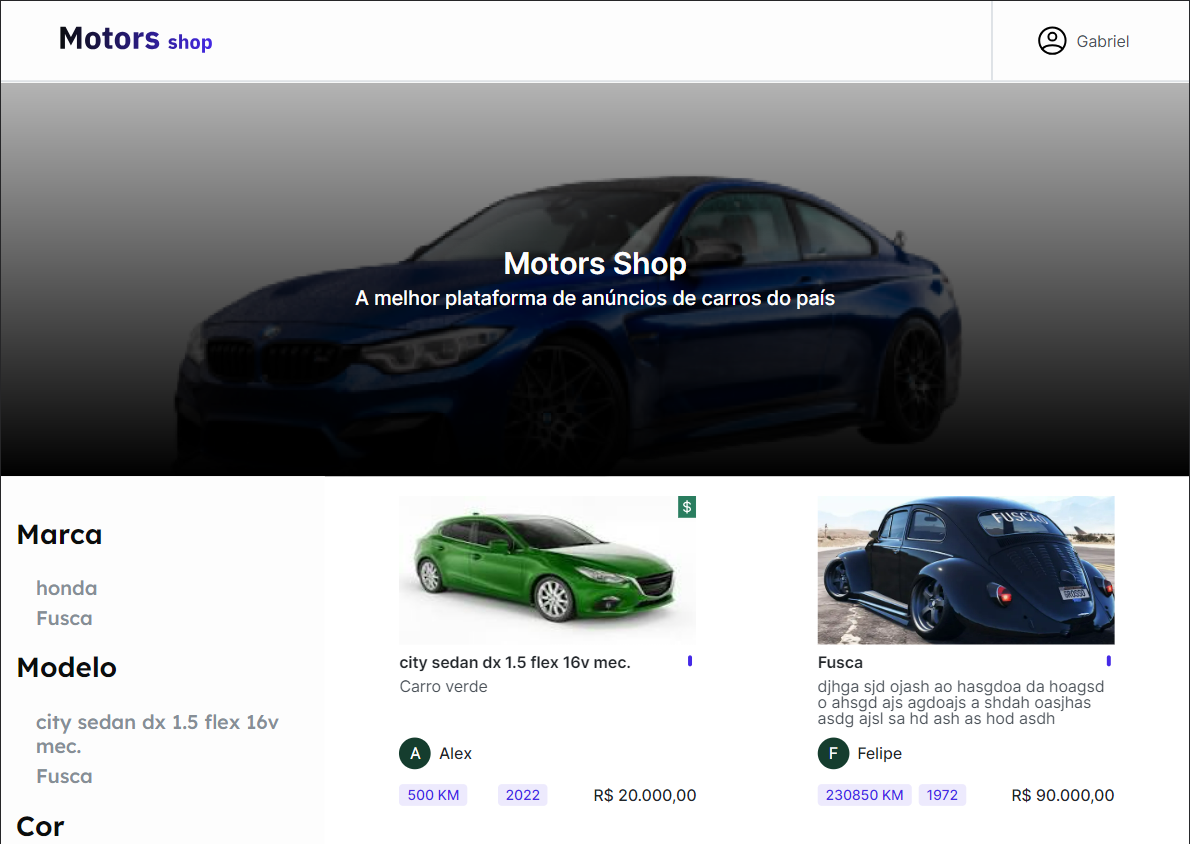 Motors shop
Gabriel
Motors Shop
A melhor plataforma de anúncios de carros do país
Marca
honda
Fusca
Modelo
city sedan dx 1.5 flex 16v
mec.
Fusca
Cor
$
city sedan dx 1.5 flex 16v mec.
Carro verde
A Alex
500 KM 2022 R$ 20.000,00
FUSCÃO
Fusca
djhga sjd ojash ao hasgdoa da hoagsd
o ahsgd ajs agdoajs a shdah oasjhas
asdg ajsl sa hd ash as hod asdh
F Felipe
230850 KM 1972 R$ 90.000,00